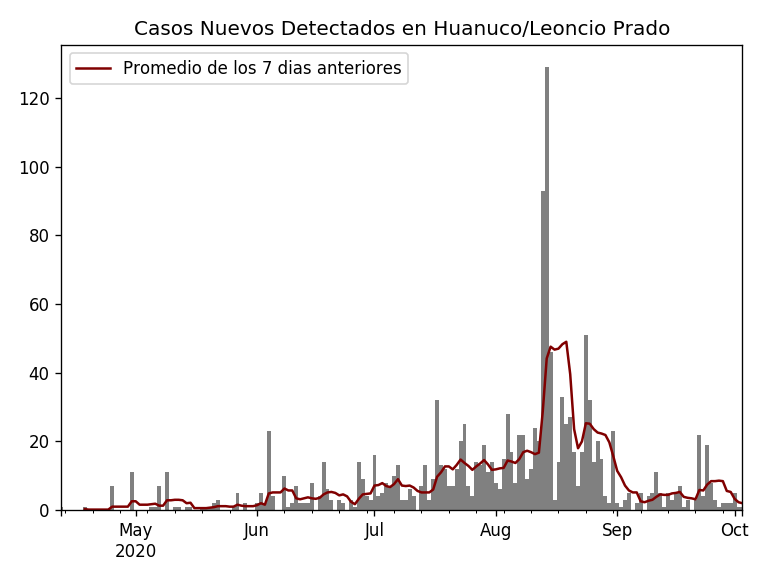 Casos Nuevos Detectados en Huanuco/Leoncio Prado
Promedio de los 7 dias anteriores
120
100
80
60
40
20
0
May Jun Jul Aug Sep Oct
2020